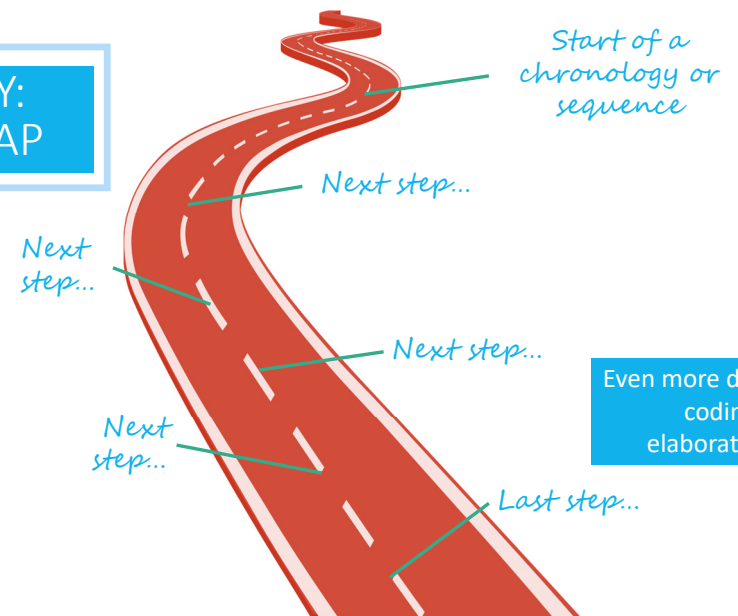 Y:
AP
Start of a
chronology or
sequence
Next step...
Next
step...
Next step...
Even more d
codin
elaborat
Next
step...
Last step...